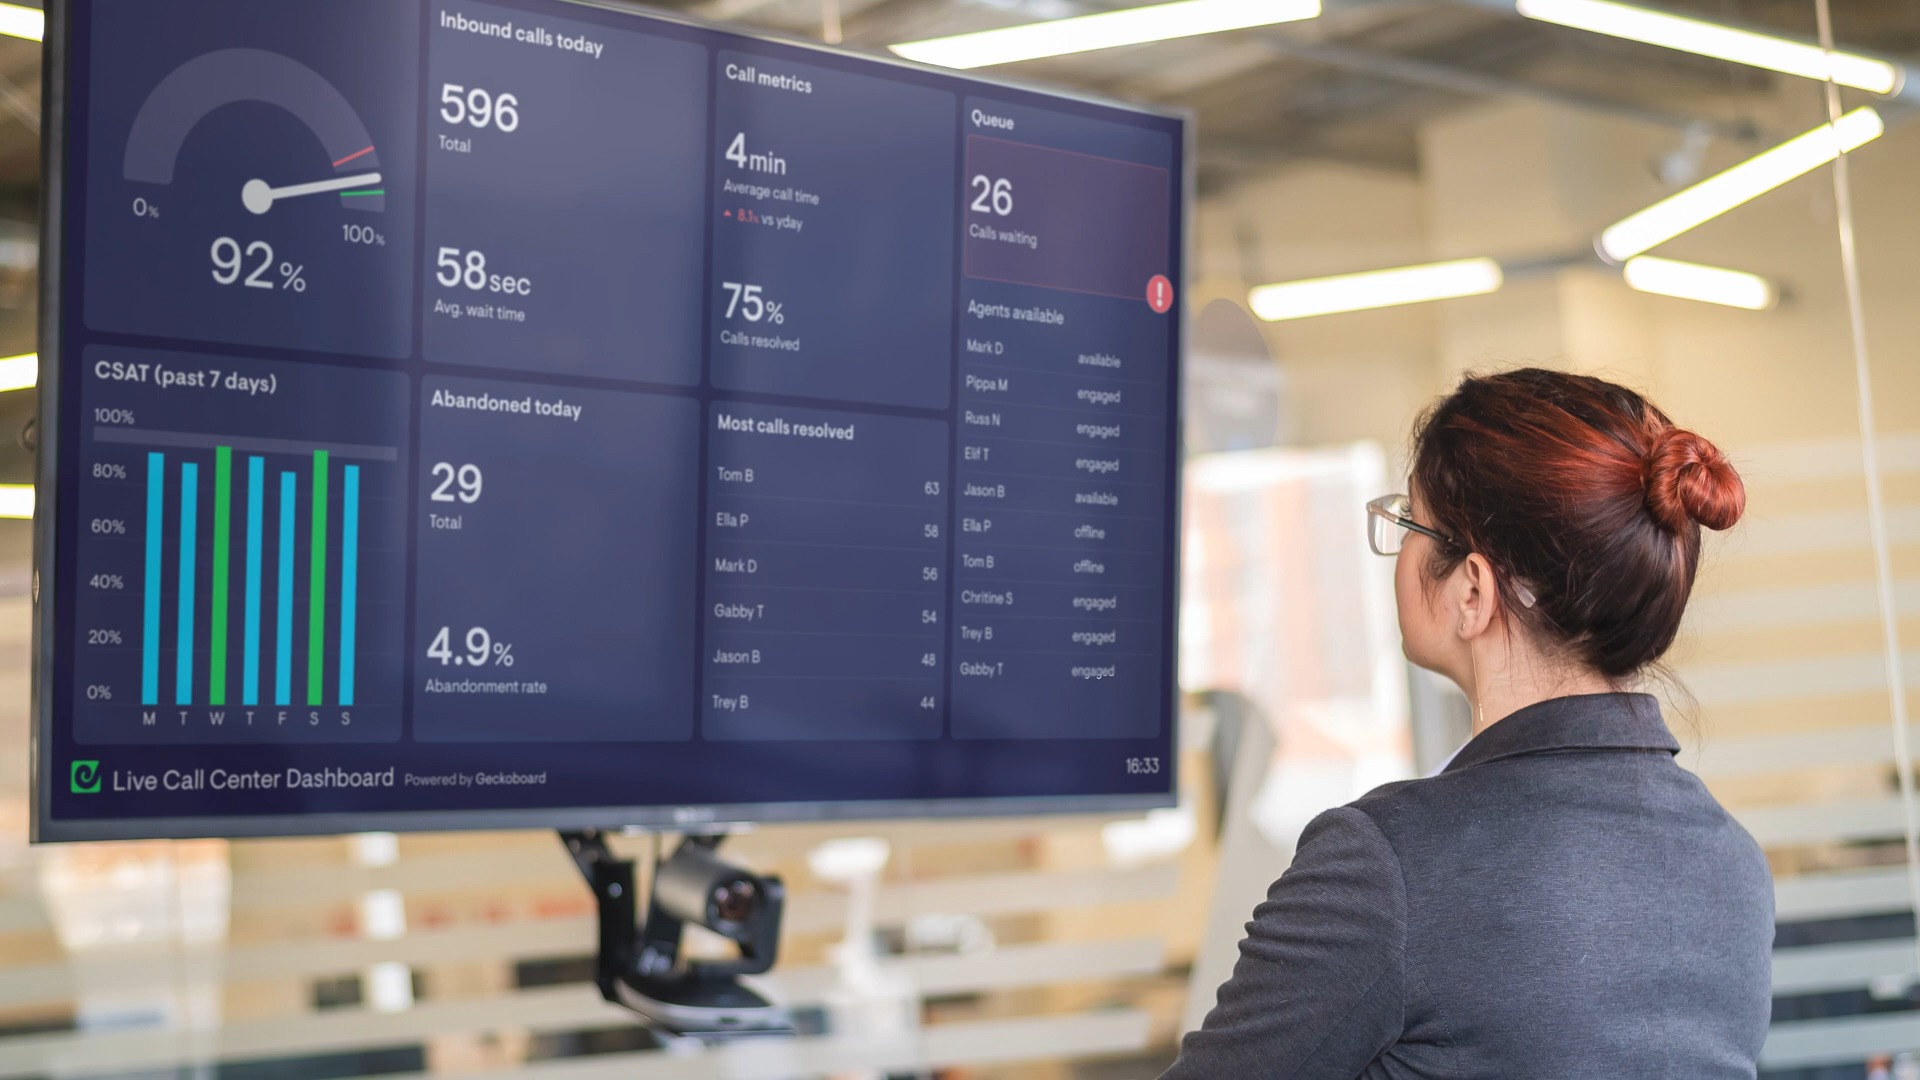 0%
100%
92%
Inbound calls today
596
Total
58 sec
Avg. wait time
Call metrics
4 min
Average call time
8.1% vs yday
75%
Calls resolved
Queue
26
Calls waiting
!
Agents available
Mark D available
Pippa M engaged
Russ N engaged
Elif T engaged
Jason B available
Ella P offline
Tom B offline
Chritine S engaged
Trey B engaged
Gabby T engaged
CSAT (past 7 days)
100%
80%
60%
40%
20%
0%
M T W T F S S
Abandoned today
29
Total
4.9%
Abandonment rate
Most calls resolved
Tom B 63
Ella P 58
Mark D 56
Gabby T 54
Jason B 48
Trey B 44
Live Call Center Dashboard Powered by Geckoboard
16:33